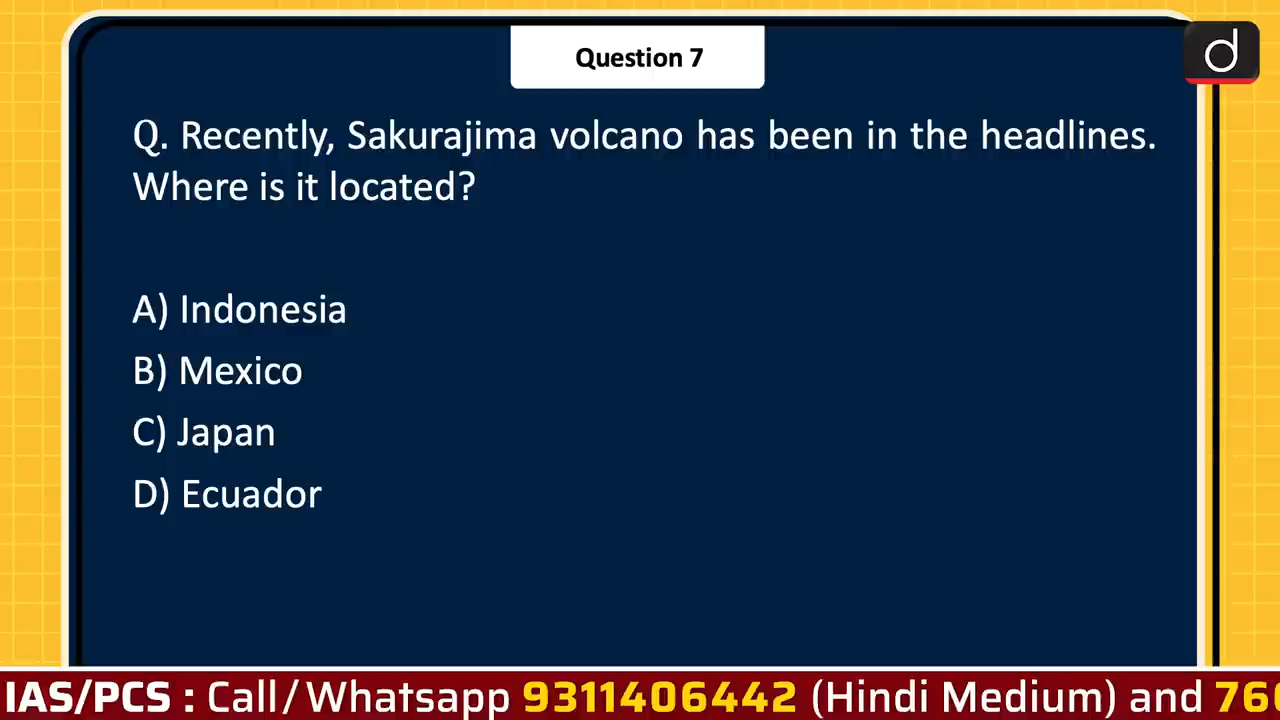 Question 7
d
Q. Recently, Sakurajima volcano has been in the headlines.
Where is it located?
A) Indonesia
B) Mexico
C) Japan
D) Ecuador
IAS/PCS : Call/Whatsapp 9311406442 (Hindi Medium) and